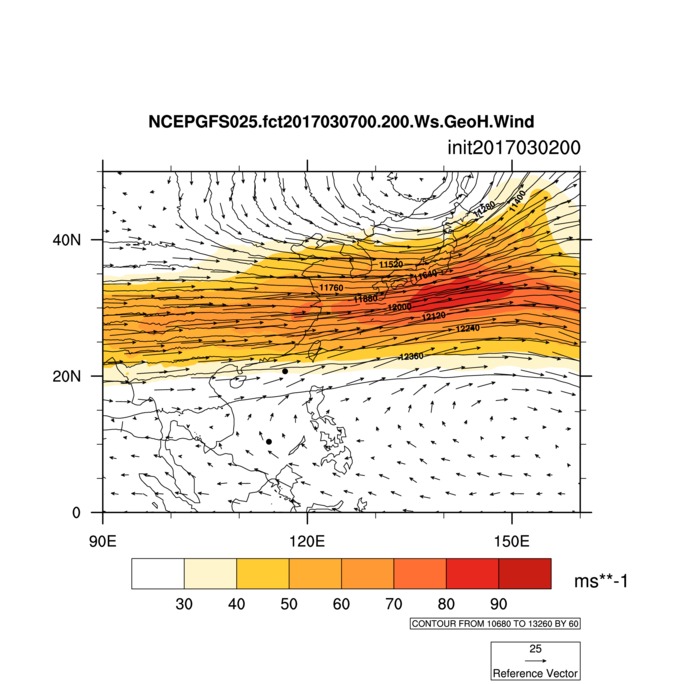 NCEPGFS025.fct2017030700.200.Ws.GeoH.Wind
init2017030200
11280
11400
40N
11520
11640
11760
11880
12000
12120
12240
12360
20N
0
90E 120E 150E
ms**-1
30 40 50 60 70 80 90
CONTOUR FROM 10680 TO 13260 BY 60
25
Reference Vector